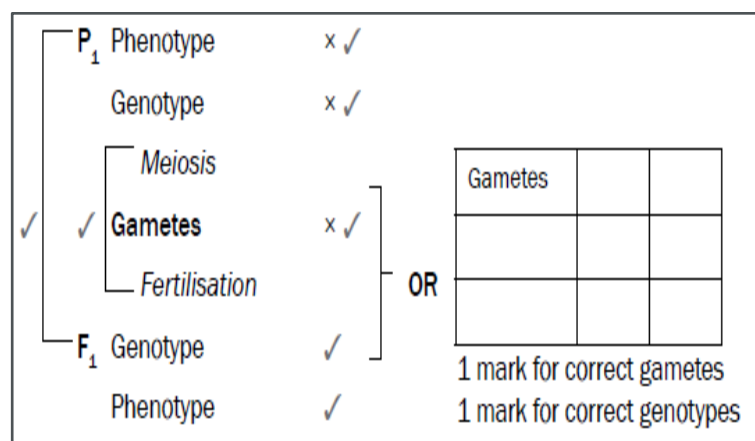 P₁ Phenotype × ✓
Genotype × ✓
Meiosis
✓ ✓ Gametes × ✓
Fertilisation
F₁ Genotype ✓
Phenotype ✓
OR
Gametes
1 mark for correct gametes
1 mark for correct genotypes